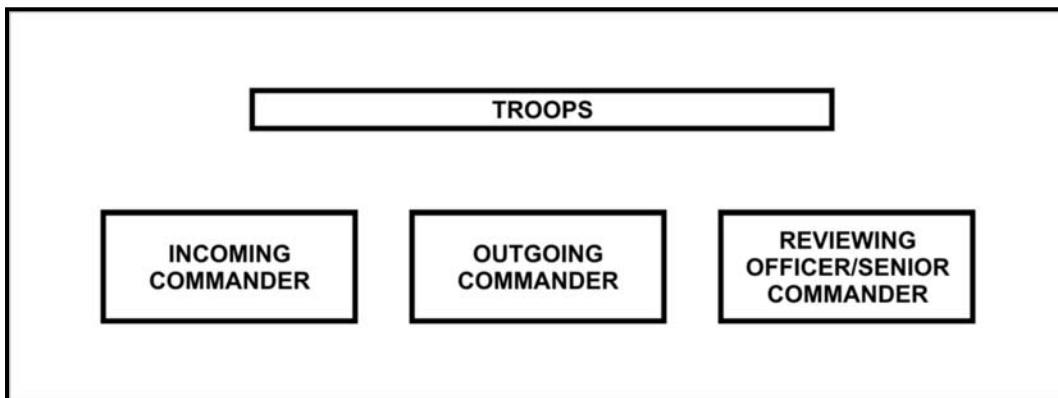 TROOPS
INCOMING
COMMANDER
OUTGOING
COMMANDER
REVIEWING
OFFICER/SENIOR
COMMANDER